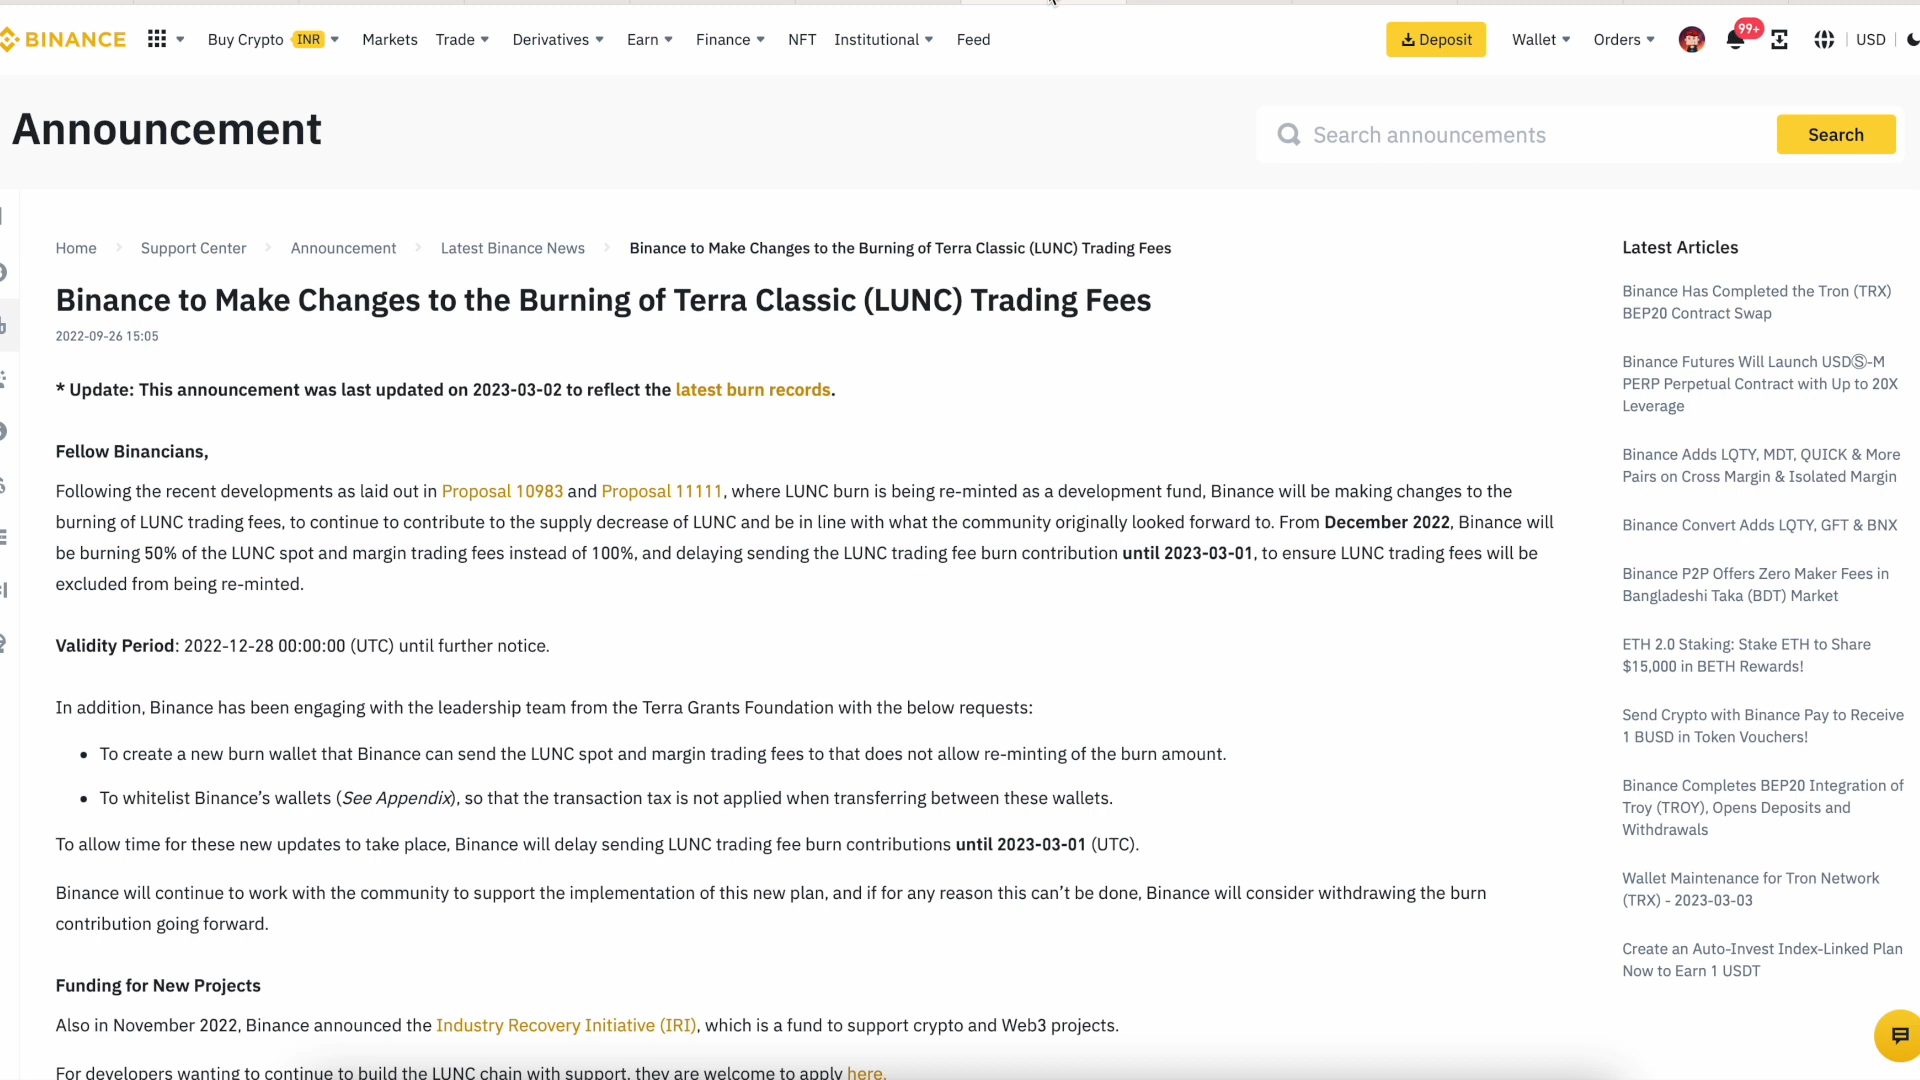 BINANCE
Buy Crypto INR Markets Trade Derivatives Earn Finance NFT Institutional Feed Deposit Wallet Orders 99+ USD
Announcement
Search announcements
Search
Home Support Center Announcement Latest Binance News Binance to Make Changes to the Burning of Terra Classic (LUNC) Trading Fees
Binance to Make Changes to the Burning of Terra Classic (LUNC) Trading Fees
2022-09-26 15:05
* Update: This announcement was last updated on 2023-03-02 to reflect the latest burn records.
Fellow Binancians,
Following the recent developments as laid out in Proposal 10983 and Proposal 11111, where LUNC burn is being re-minted as a development fund, Binance will be making changes to the
burning of LUNC trading fees, to continue to contribute to the supply decrease of LUNC and be in line with what the community originally looked forward to. From December 2022, Binance will
be burning 50% of the LUNC spot and margin trading fees instead of 100%, and delaying sending the LUNC trading fee burn contribution until 2023-03-01, to ensure LUNC trading fees will be
excluded from being re-minted.
Validity Period: 2022-12-28 00:00:00 (UTC) until further notice.
In addition, Binance has been engaging with the leadership team from the Terra Grants Foundation with the below requests:
• To create a new burn wallet that Binance can send the LUNC spot and margin trading fees to that does not allow re-minting of the burn amount.
• To whitelist Binance’s wallets (See Appendix), so that the transaction tax is not applied when transferring between these wallets.
To allow time for these new updates to take place, Binance will delay sending LUNC trading fee burn contributions until 2023-03-01 (UTC).
Binance will continue to work with the community to support the implementation of this new plan, and if for any reason this can’t be done, Binance will consider withdrawing the burn
contribution going forward.
Funding for New Projects
Also in November 2022, Binance announced the Industry Recovery Initiative (IRI), which is a fund to support crypto and Web3 projects.
For developers wanting to continue to build the LUNC chain with support, they are welcome to apply here.
Latest Articles
Binance Has Completed the Tron (TRX)
BEP20 Contract Swap
Binance Futures Will Launch USDⓈ-M
PERP Perpetual Contract with Up to 20X
Leverage
Binance Adds LQTY, MDT, QUICK & More
Pairs on Cross Margin & Isolated Margin
Binance Convert Adds LQTY, GFT & BNX
Binance P2P Offers Zero Maker Fees in
Bangladeshi Taka (BDT) Market
ETH 2.0 Staking: Stake ETH to Share
$15,000 in BETH Rewards!
Send Crypto with Binance Pay to Receive
1 BUSD in Token Vouchers!
Binance Completes BEP20 Integration of
Troy (TROY), Opens Deposits and
Withdrawals
Wallet Maintenance for Tron Network
(TRX) - 2023-03-03
Create an Auto-Invest Index-Linked Plan
Now to Earn 1 USDT